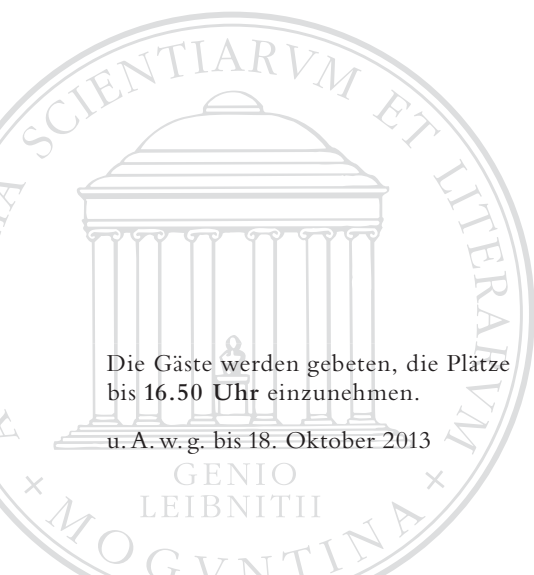 SCIENTIARVM ET LITERARVM
Die Gäste werden gebeten, die Plätze
bis 16.50 Uhr einzunehmen.
u. A. w. g. bis 18. Oktober 2013
GENIO
LEIBNITII
MOGVNTINA